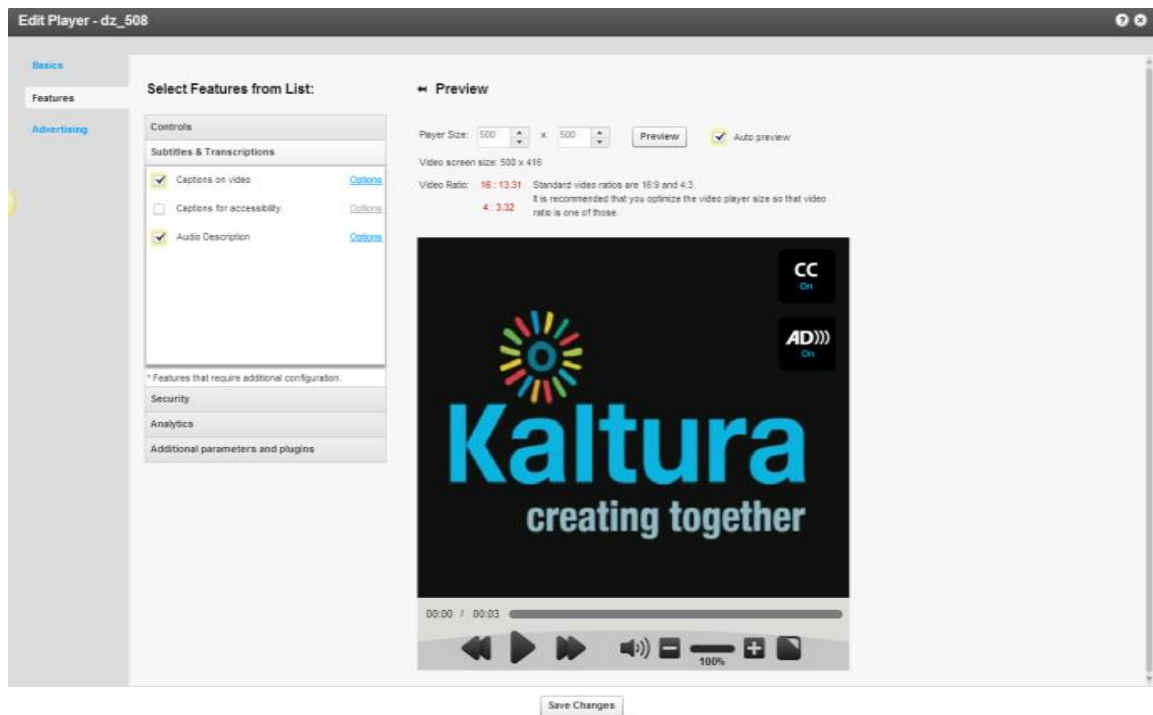 Edit Player - dz_508
Basics
Features
Advertising
Select Features from List:
Controls
Subtitles & Transcriptions
Captions on video Options
Captions for accessibility Options
Audio Description Options
* Features that require additional configuration.
Security
Analytics
Additional parameters and plugins
Preview
Player Size: 500 x 500 Preview Auto preview
Video screen size: 500 x 416
Video Ratio: 16 : 13.31 Standard video ratios are 16:9 and 4:3.
It is recommended that you optimize the video player size so that video
4 : 3.32 ratio is one of those.
CC
On
AD)))
On
Kaltura
creating together
00:00 / 00:03
100%
Save Changes